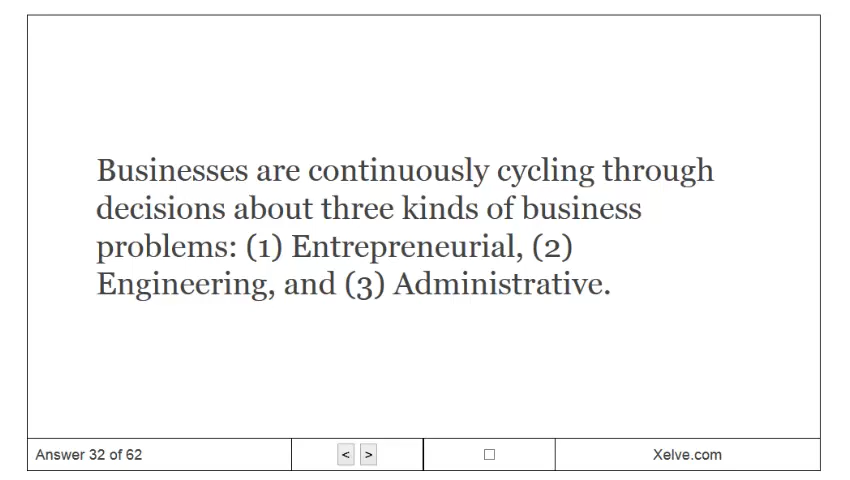 Businesses are continuously cycling through
decisions about three kinds of business
problems: (1) Entrepreneurial, (2)
Engineering, and (3) Administrative.
Answer 32 of 62 < > Xelve.com